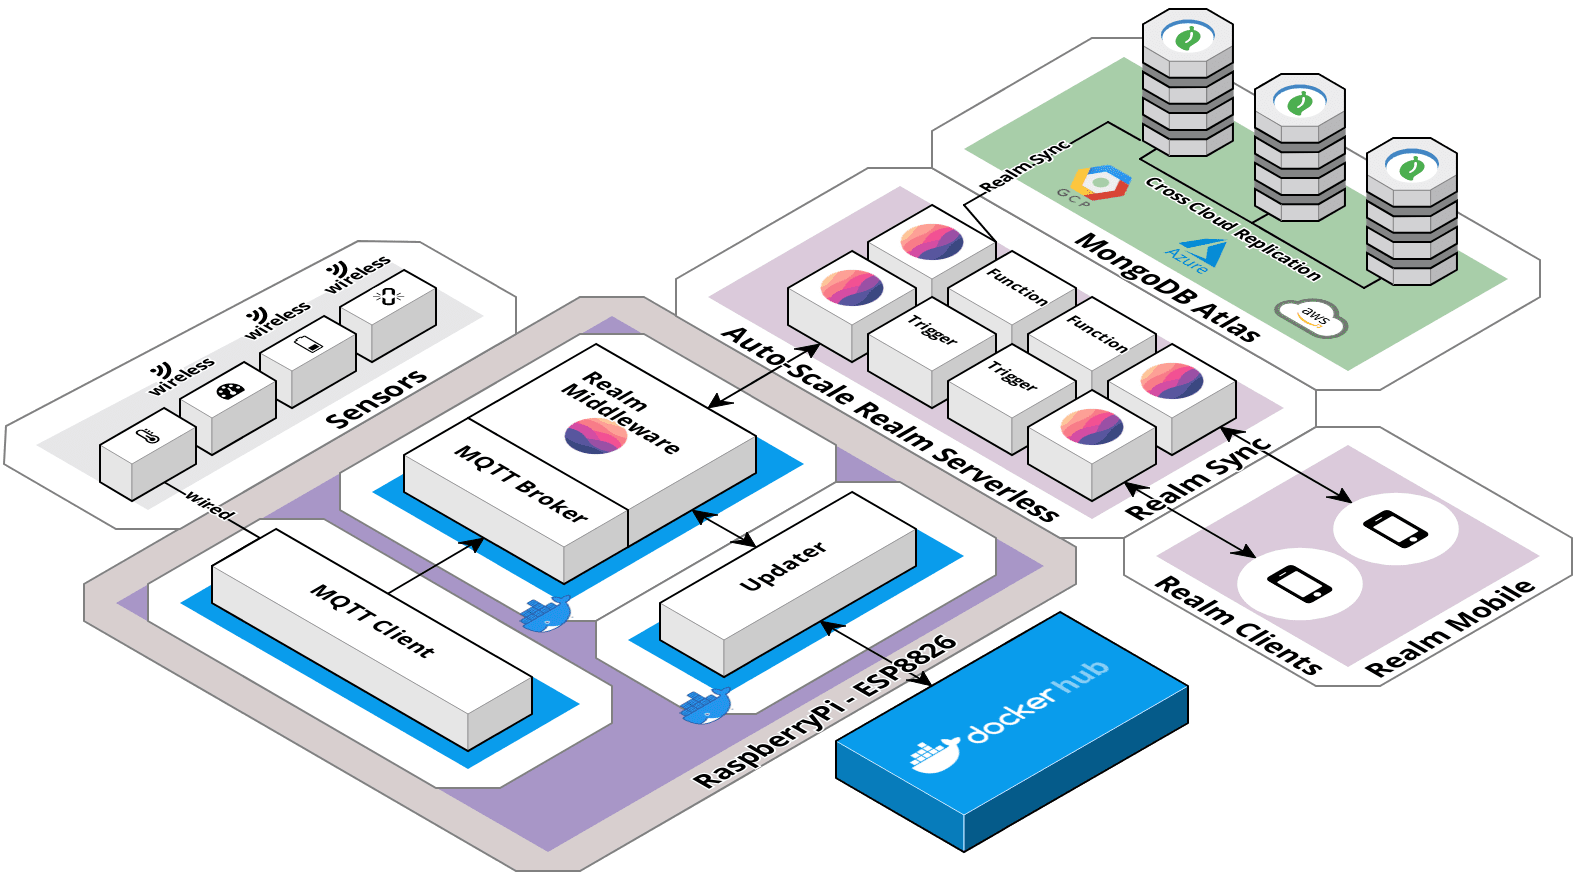 Realm Sync
GCP
Cross Cloud Replication
Azure
aws
MongoDB Atlas
wireless
wireless
wireless
Sensors
wired
Function
Function
Trigger
Trigger
Auto-Scale Realm Serverless
Realm
Middleware
MQTT Broker
MQTT Client
Updater
RaspberryPi - ESP8826
docker hub
Realm Sync
Realm Clients
Realm Mobile